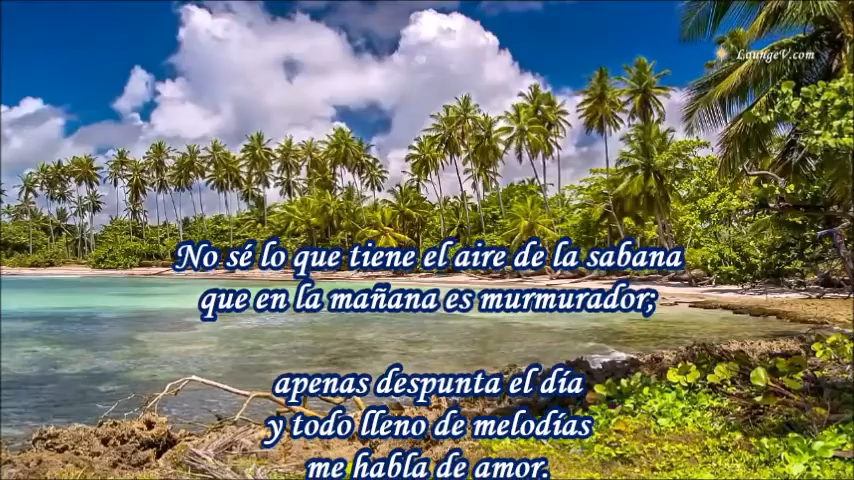 LoungeV.com
No sé lo que tiene el aire de la sabana
que en la mañana es murmurador;
apenas despunta el día
y todo lleno de melodías
me habla de amor.